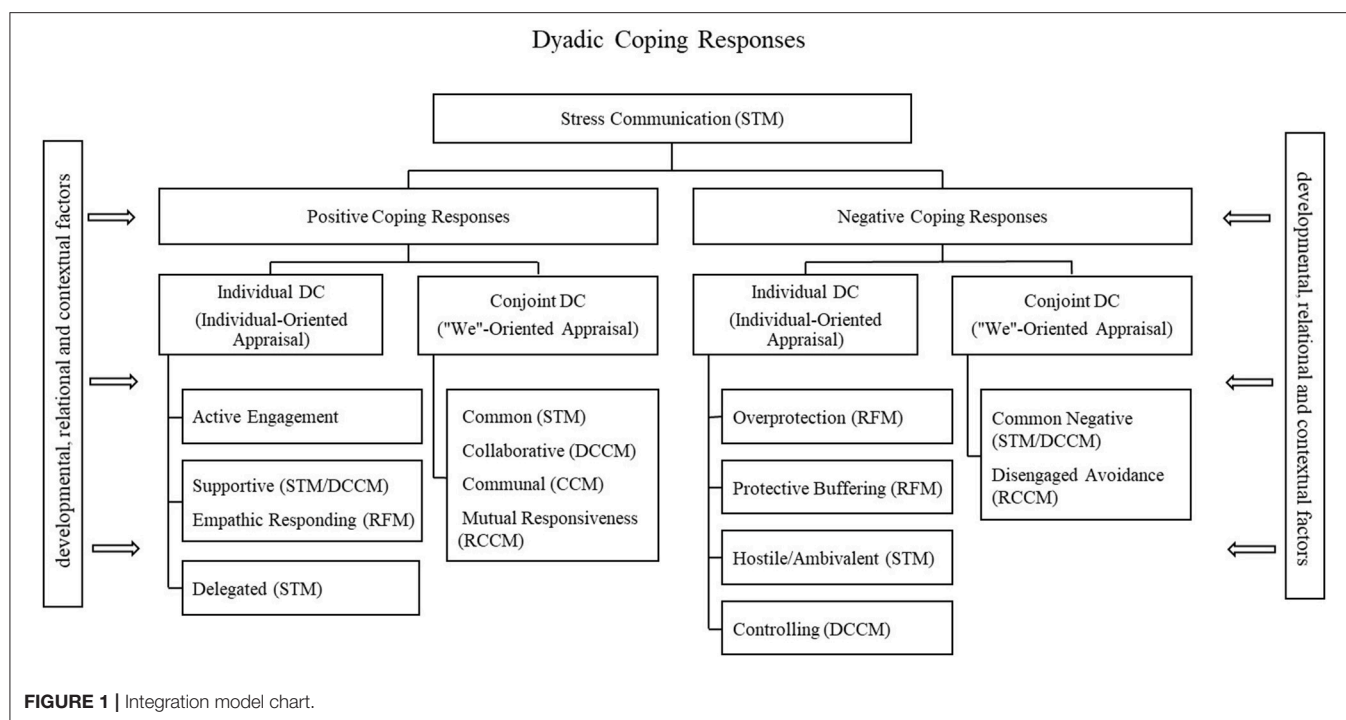 Dyadic Coping Responses
Stress Communication (STM)
developmental, relational and contextual factors
Positive Coping Responses
Individual DC
(Individual-Oriented
Appraisal)
Active Engagement
Supportive (STM/DCCM)
Empathic Responding (RFM)
Delegated (STM)
Conjoint DC
("We"-Oriented Appraisal)
Common (STM)
Collaborative (DCCM)
Communal (CCM)
Mutual Responsiveness
(RCCM)
Negative Coping Responses
Individual DC
(Individual-Oriented
Appraisal)
Overprotection (RFM)
Protective Buffering (RFM)
Hostile/Ambivalent (STM)
Controlling (DCCM)
Conjoint DC
("We"-Oriented Appraisal)
Common Negative
(STM/DCCM)
Disengaged Avoidance
(RCCM)
developmental, relational and contextual factors
FIGURE 1 | Integration model chart.